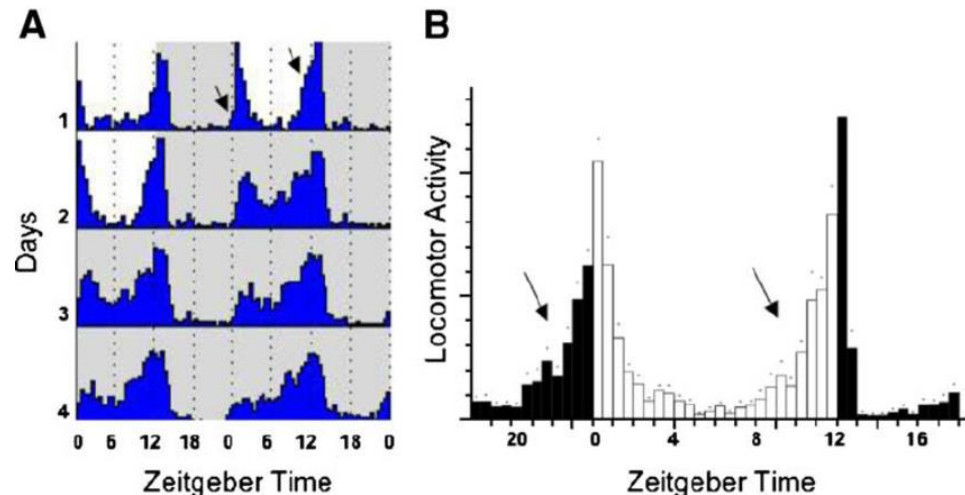 A
B
1
2
3
4
Days
0 6 12 18 0 6 12 18 0
Zeitgeber Time
Locomotor Activity
20 0 4 8 12 16
Zeitgeber Time